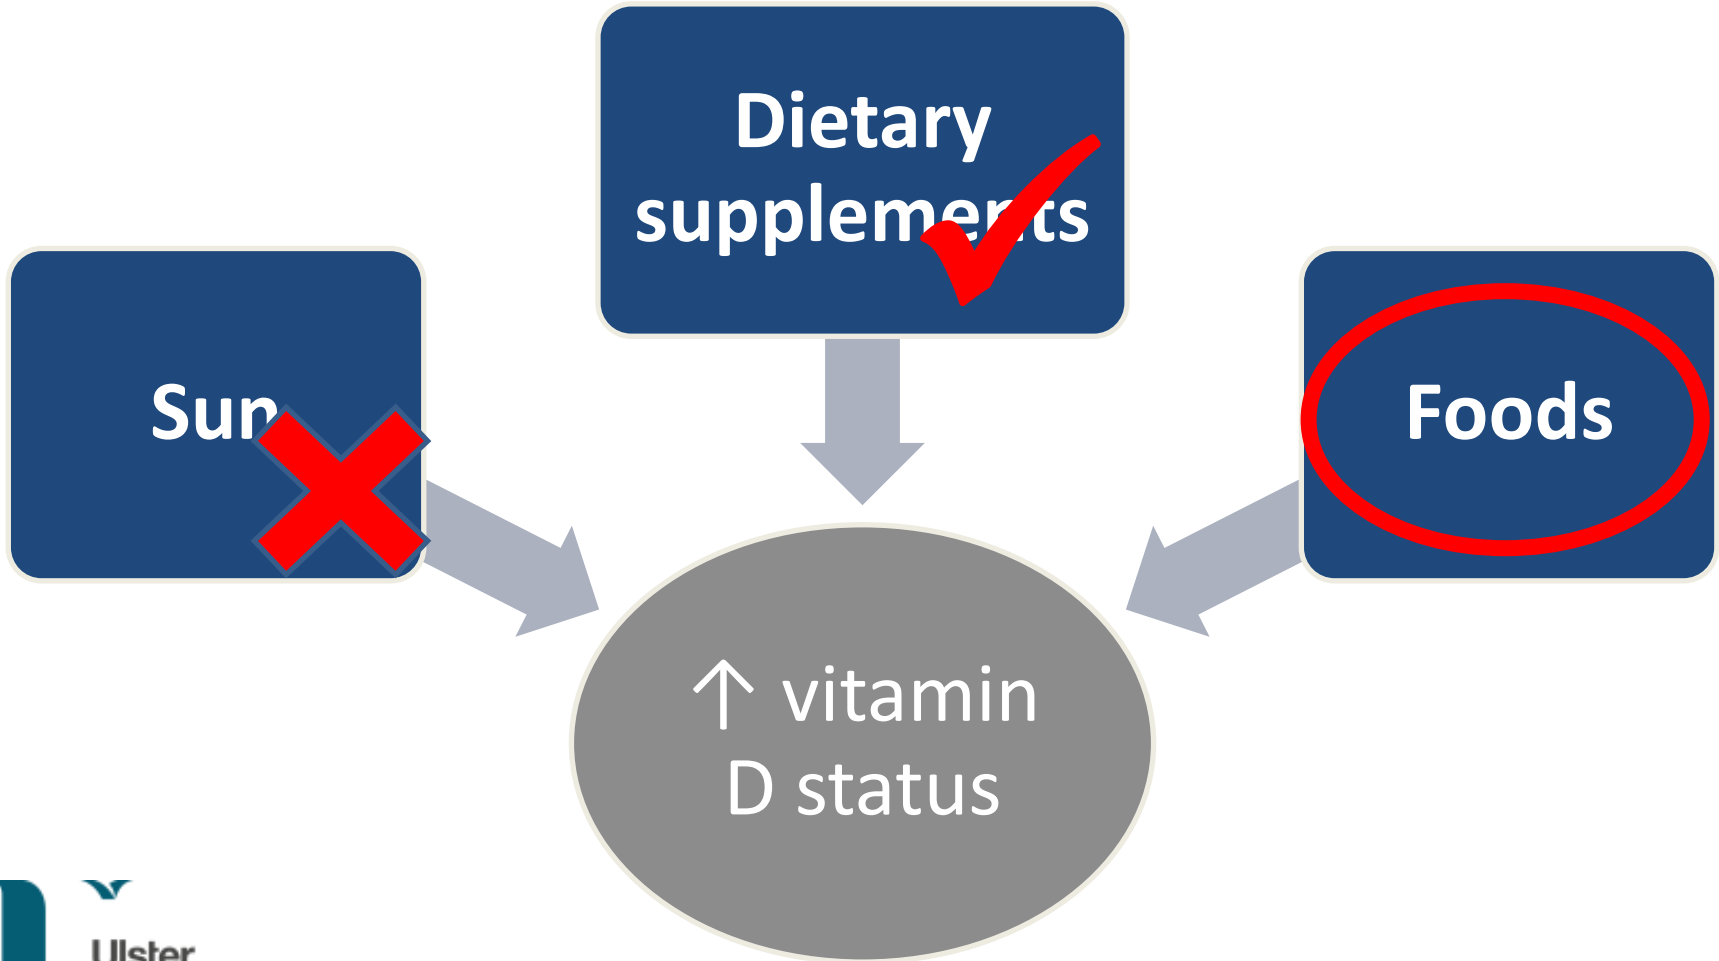 Dietary
supplements
Sun
Foods
↑ vitamin
D status
Ulster